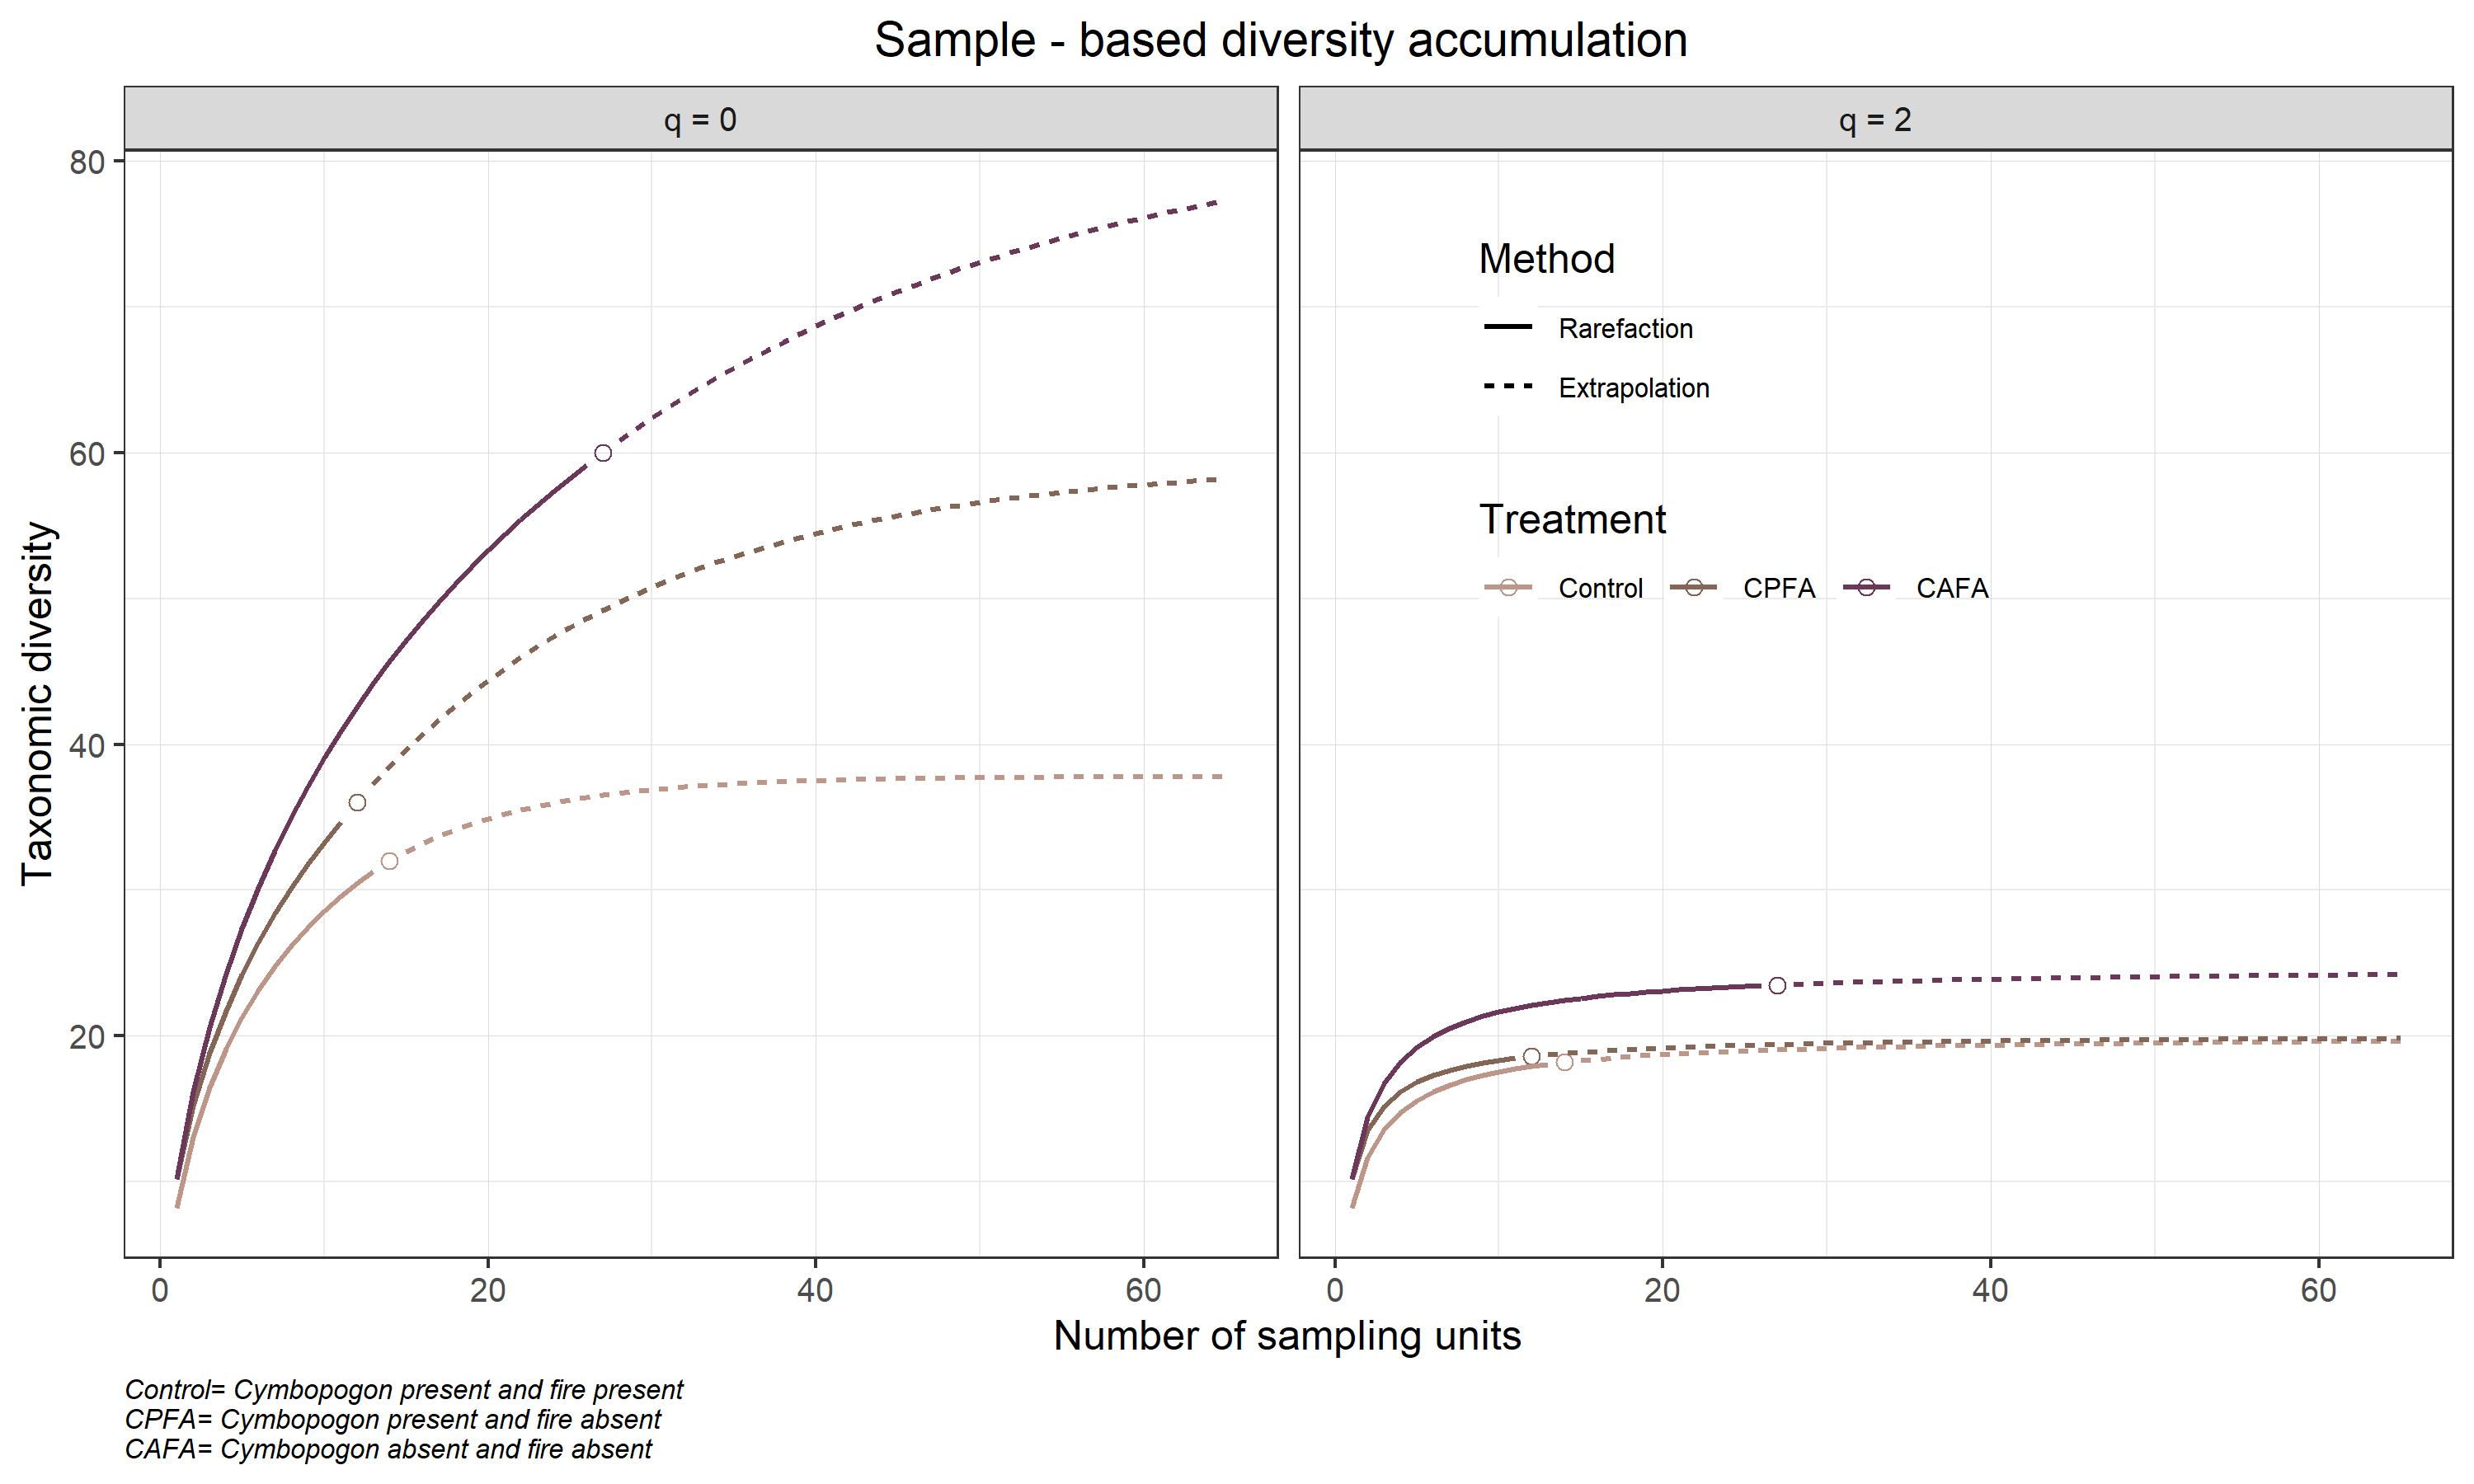 Sample - based diversity accumulation
q = 0
q = 2
Taxonomic diversity
80
60
40
20
Method
Rarefaction
Extrapolation
Treatment
Control CPFA CAFA
0 20 40 60
0 20 40 60
Number of sampling units
Control= Cymbopogon present and fire present
CPFA= Cymbopogon present and fire absent
CAFA= Cymbopogon absent and fire absent